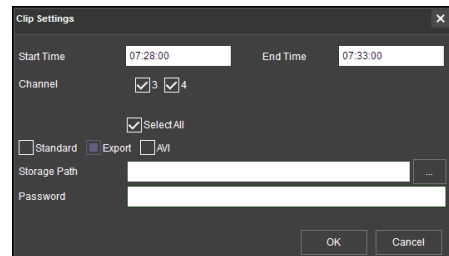 Clip Settings
Start Time 07:28:00 End Time 07:33:00
Channel 3 4
Select All
Standard Export AVI
Storage Path ...
Password
OK Cancel